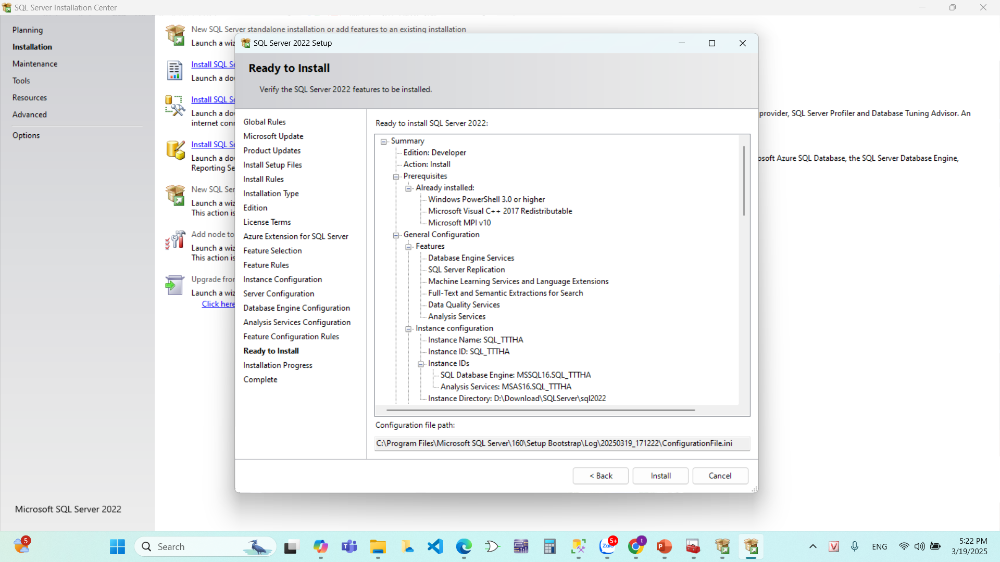 SQL Server Installation Center
Planning
Installation
Maintenance
Tools
Resources
Advanced
Options
Microsoft SQL Server 2022
New SQL Server standalone installation or add features to an existing installation
Launch a wiz
Install SQL Se
Launch a do
Install SQL Se
Launch a do
internet conn
provider, SQL Server Profiler and Database Tuning Advisor. An
Install SQL Se
Launch a do
osoft Azure SQL Database, the SQL Server Database Engine,
Reporting Se
New SQL Ser
Launch a wiz
This action is
Add node to
Launch a wiz
This action is
Upgrade from
Launch a wiz
Click here
SQL Server 2022 Setup
Ready to Install
Verify the SQL Server 2022 features to be installed.
Global Rules
Microsoft Update
Product Updates
Install Setup Files
Install Rules
Installation Type
Edition
License Terms
Azure Extension for SQL Server
Feature Selection
Feature Rules
Instance Configuration
Server Configuration
Database Engine Configuration
Analysis Services Configuration
Feature Configuration Rules
Ready to Install
Installation Progress
Complete
Ready to install SQL Server 2022:
Summary
Edition: Developer
Action: Install
Prerequisites
Already installed:
Windows PowerShell 3.0 or higher
Microsoft Visual C++ 2017 Redistributable
Microsoft MPI v10
General Configuration
Features
Database Engine Services
SQL Server Replication
Machine Learning Services and Language Extensions
Full-Text and Semantic Extractions for Search
Data Quality Services
Analysis Services
Instance configuration
Instance Name: SQL_TTTHA
Instance ID: SQL_TTTHA
Instance IDs
SQL Database Engine: MSSQL16.SQL_TTTHA
Analysis Services: MSAS16.SQL_TTTHA
Instance Directory: D:\Download\SQLServer\sql2022
Configuration file path:
C:\Program Files\Microsoft SQL Server\160\Setup Bootstrap\Log\20250319_171222\ConfigurationFile.ini
< Back
Install
Cancel
5
Search
Zalo
5+
t
ENG
5:22 PM
3/19/2025